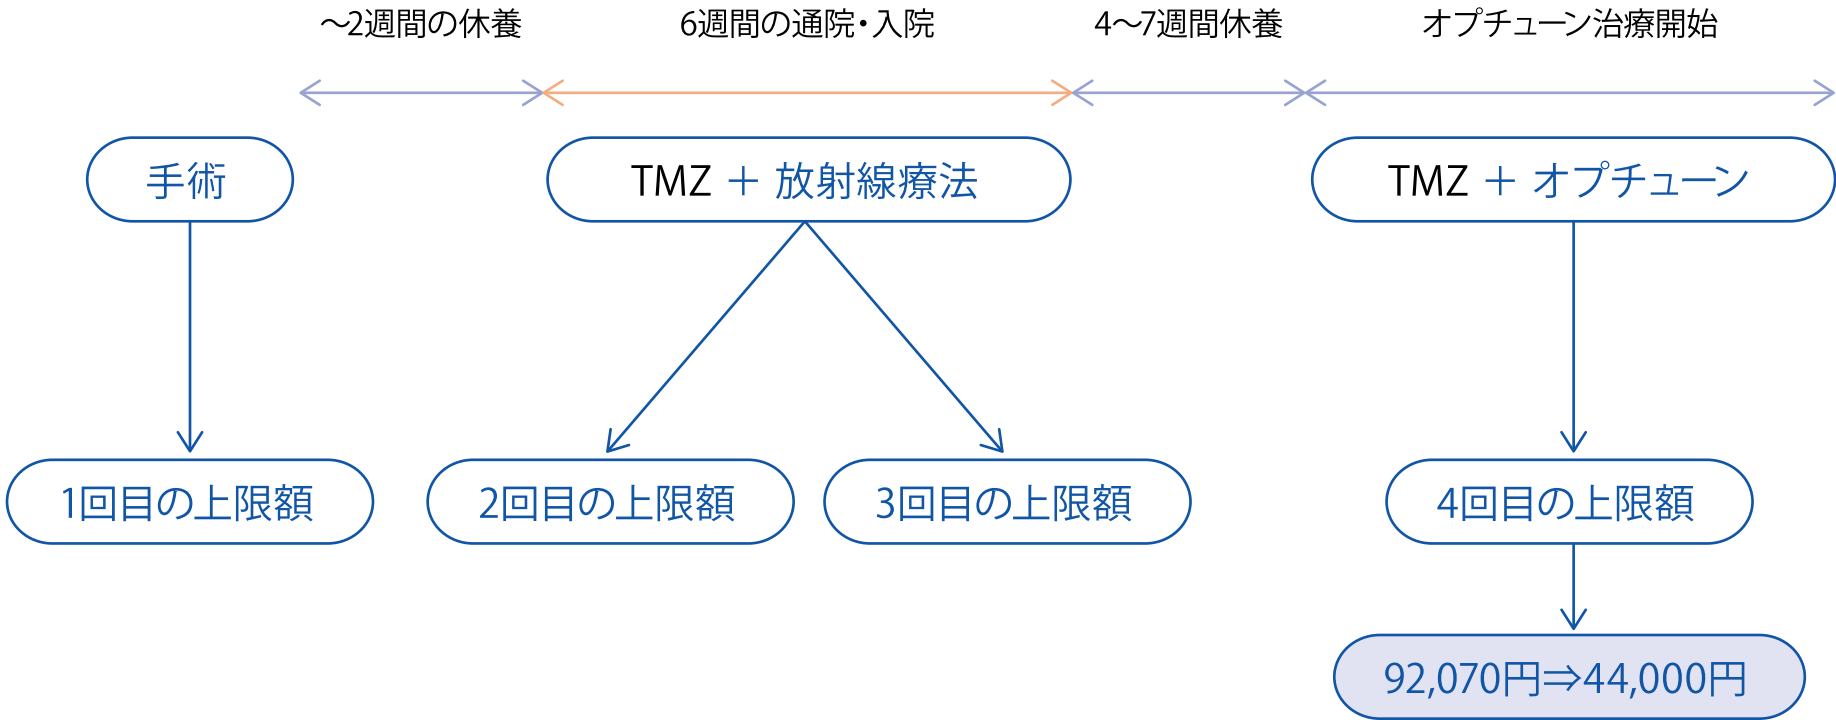 ～2週間の休養
6週間の通院・入院
4～7週間休養
オプチューン治療開始
手術
TMZ + 放射線療法
TMZ + オプチューン
1回目の上限額
2回目の上限額
3回目の上限額
4回目の上限額
92,070円⇒44,000円